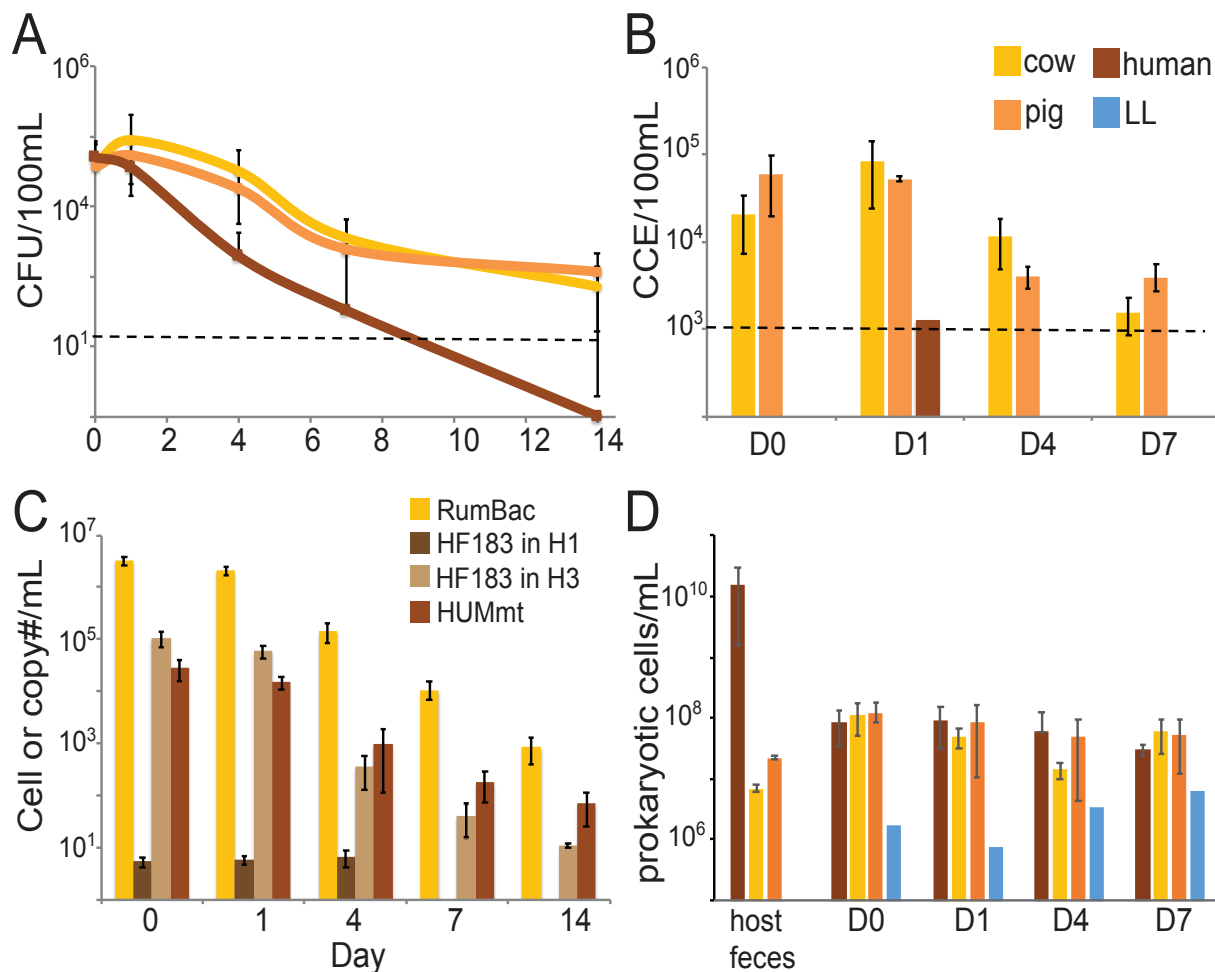 A
CFU/100mL
10^6
10^4
10^1
0 2 4 6 8 10 12 14
B
cow human
pig LL
CCE/100mL
10^6
10^5
10^4
10^3
D0 D1 D4 D7
C
RumBac
HF183 in H1
HF183 in H3
HUMmt
Cell or copy#/mL
10^7
10^5
10^3
10^1
0 1 4 7 14
Day
D
prokaryotic cells/mL
10^10
10^8
10^6
host D0 D1 D4 D7
feces